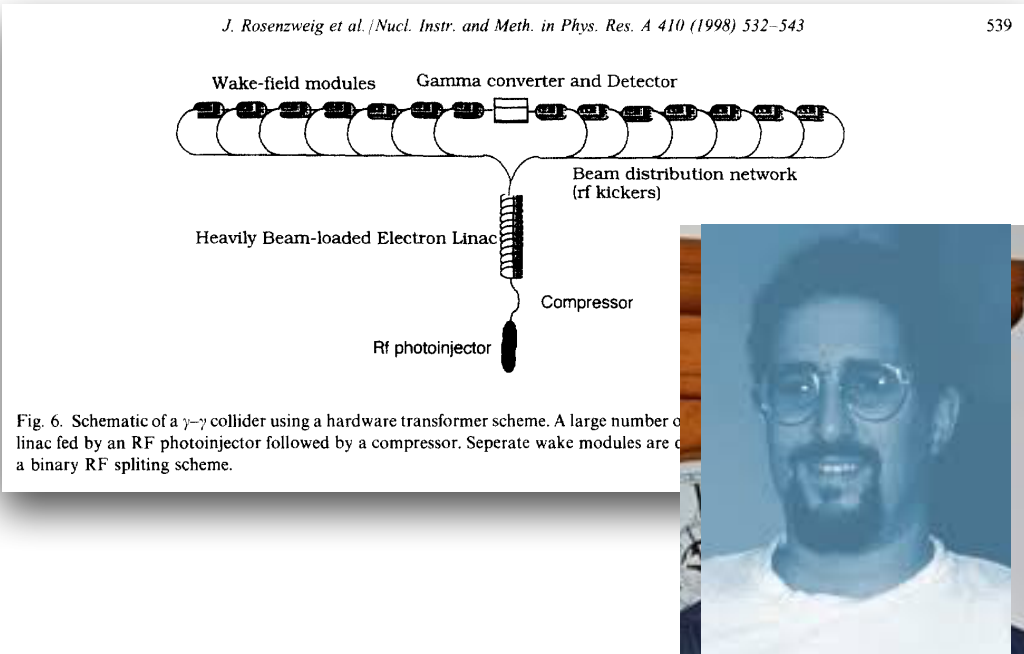 J. Rosenzweig et al. / Nucl. Instr. and Meth. in Phys. Res. A 410 (1998) 532–543 539
Wake-field modules Gamma converter and Detector
Beam distribution network
(rf kickers)
Heavily Beam-loaded Electron Linac
Compressor
Rf photoinjector
Fig. 6. Schematic of a γ–γ collider using a hardware transformer scheme. A large number
linac fed by an RF photoinjector followed by a compressor. Seperate wake modules are
a binary RF spliting scheme.